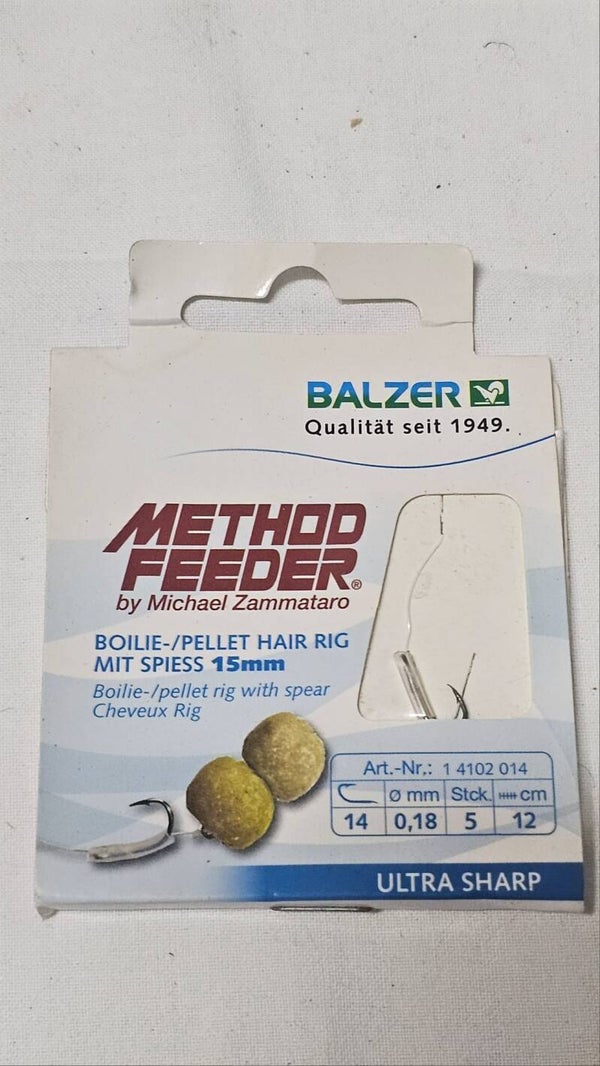 BALZER
Qualität seit 1949.
METHOD
FEEDER®
by Michael Zammataro
BOILIE-/PELLET HAIR RIG
MIT SPIESS 15mm
Boilie-/pellet rig with spear
Cheveux Rig
Art.-Nr.: 1 4102 014
ø mm Stck. cm
14 0,18 5 12
ULTRA SHARP